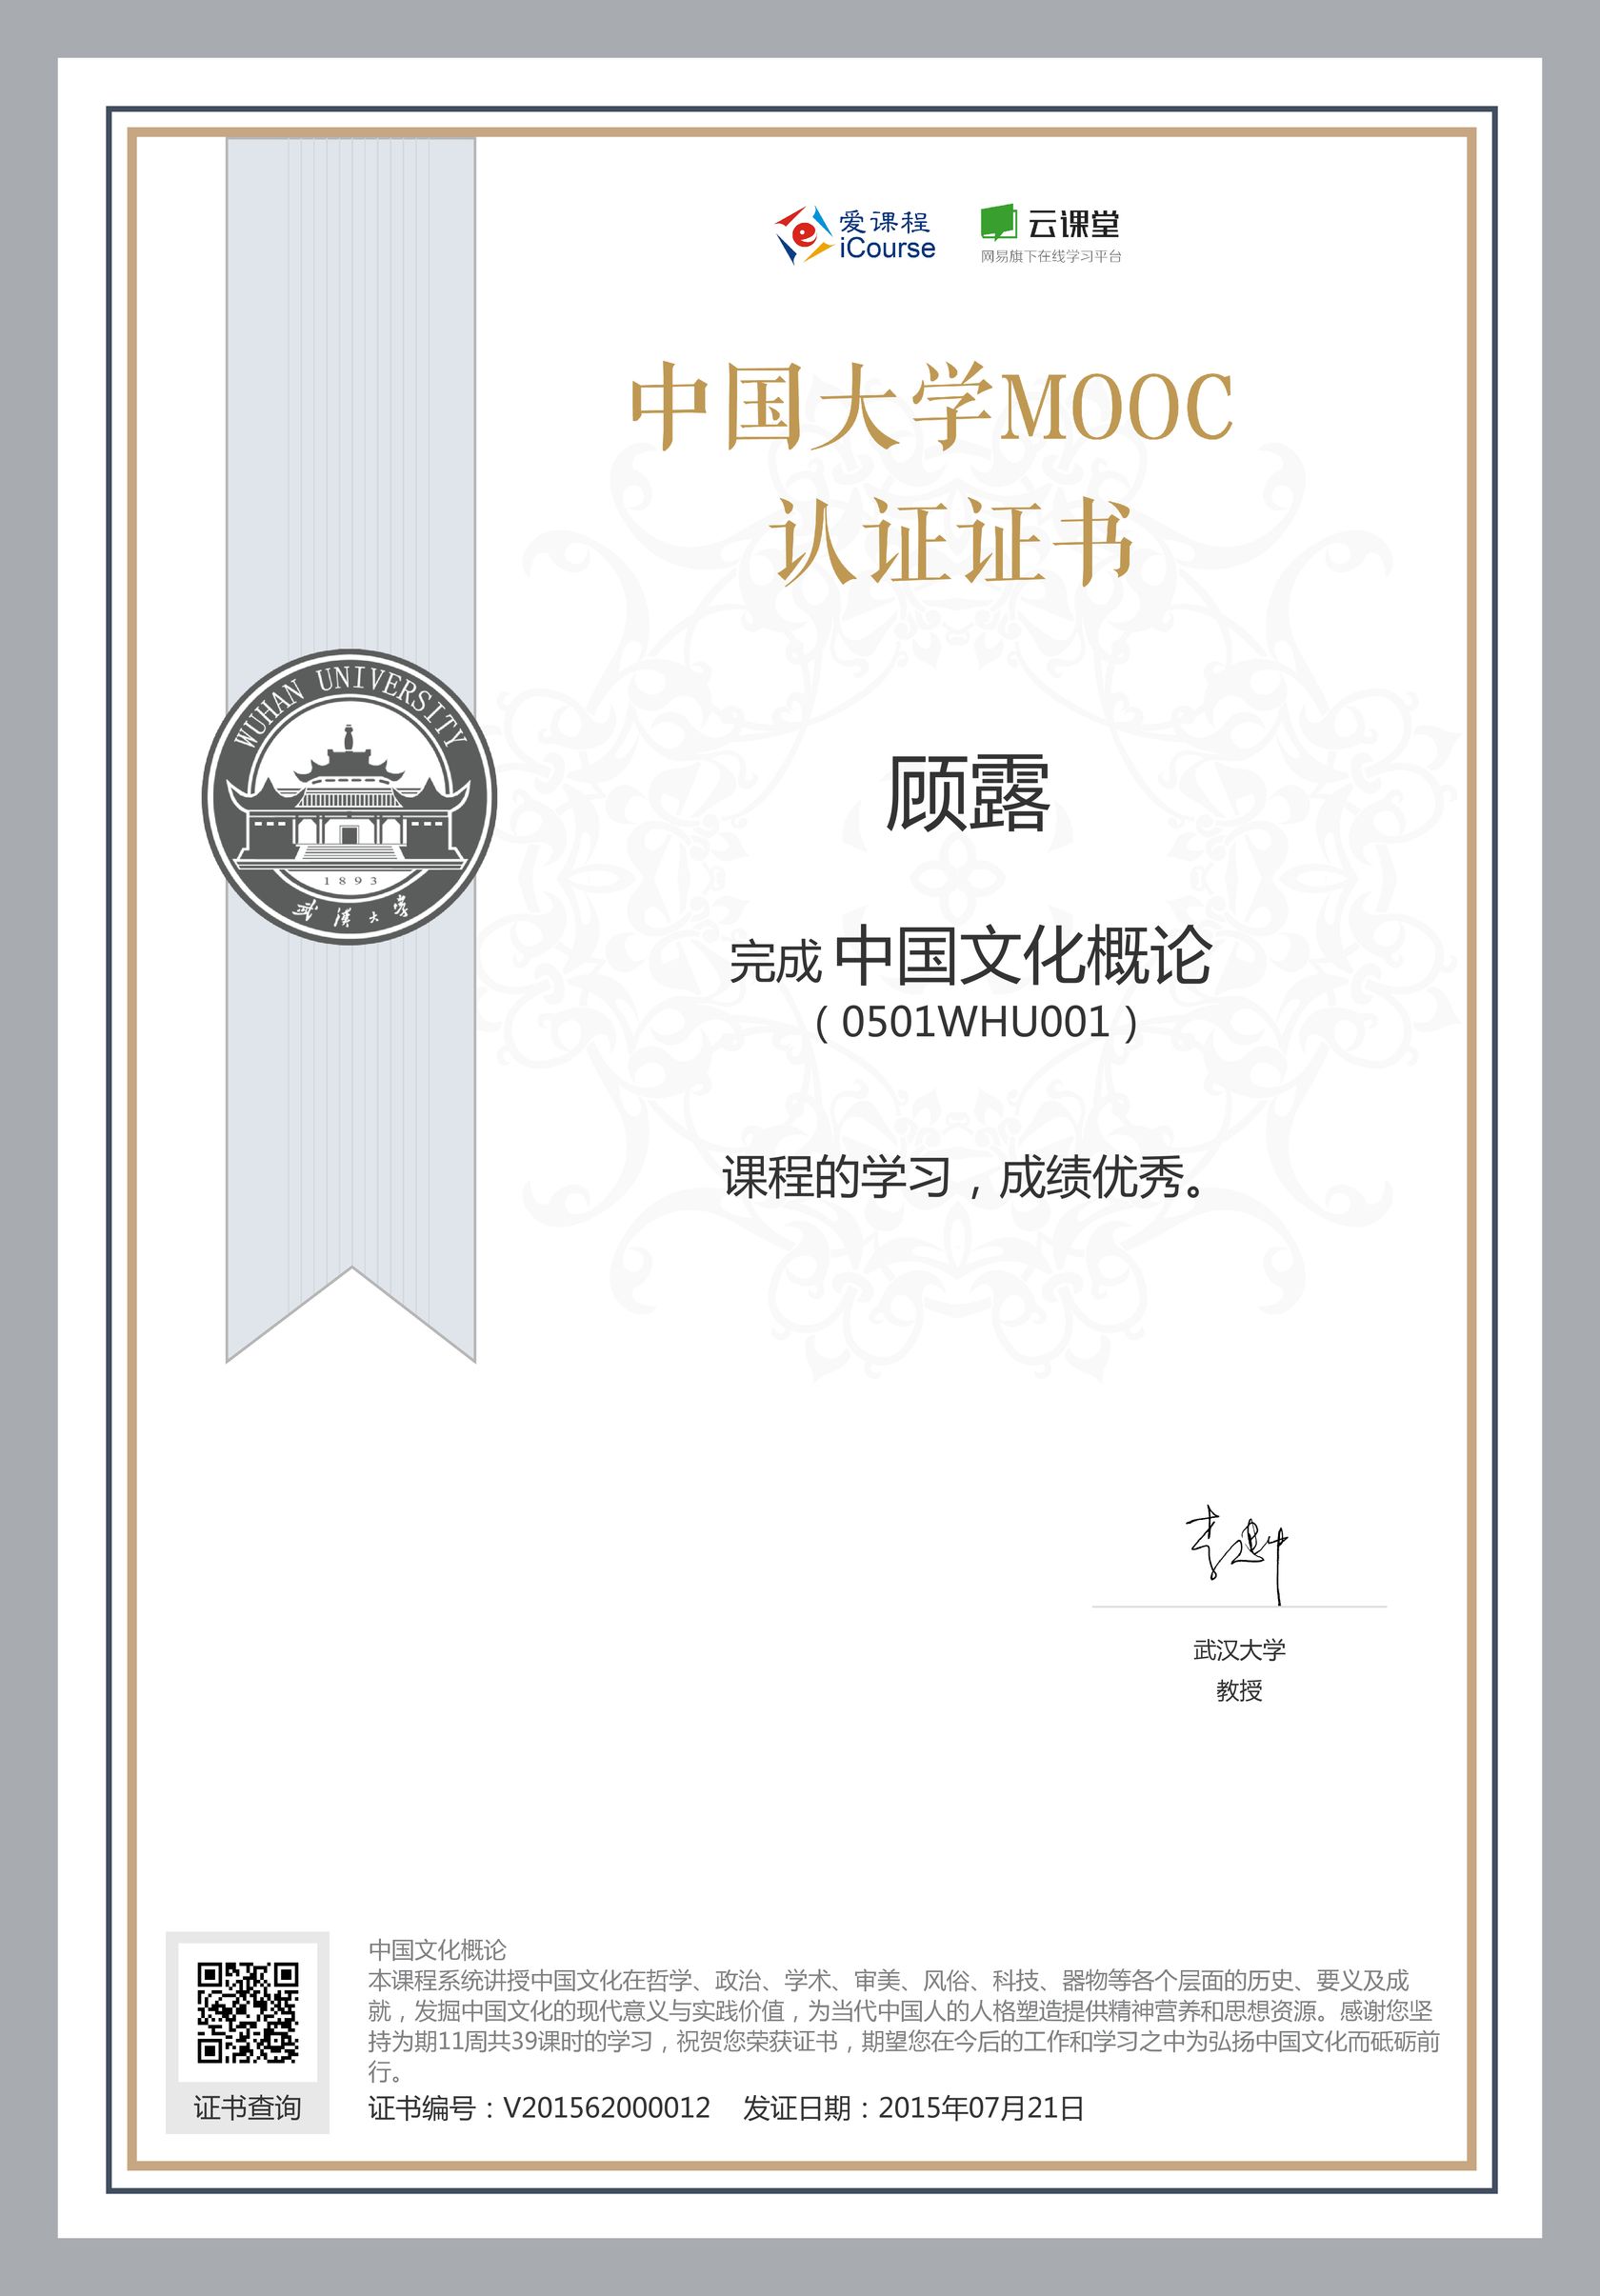 爱课程
iCourse
云课堂
网易旗下在线学习平台
中国大学MOOC
认证证书
WUHAN UNIVERSITY
1893
武汉大学
顾露
完成 中国文化概论
（0501WHU001）
课程的学习，成绩优秀。
武汉大学
教授
中国文化概论
本课程系统讲授中国文化在哲学、政治、学术、审美、风俗、科技、器物等各个层面的历史、要义及成
就，发掘中国文化的现代意义与实践价值，为当代中国人的人格塑造提供精神营养和思想资源。感谢您坚
持为期11周共39课时的学习，祝贺您荣获证书，期望您在今后的工作和学习之中为弘扬中国文化而砥砺前
行。
证书查询
证书编号：V201562000012 发证日期：2015年07月21日